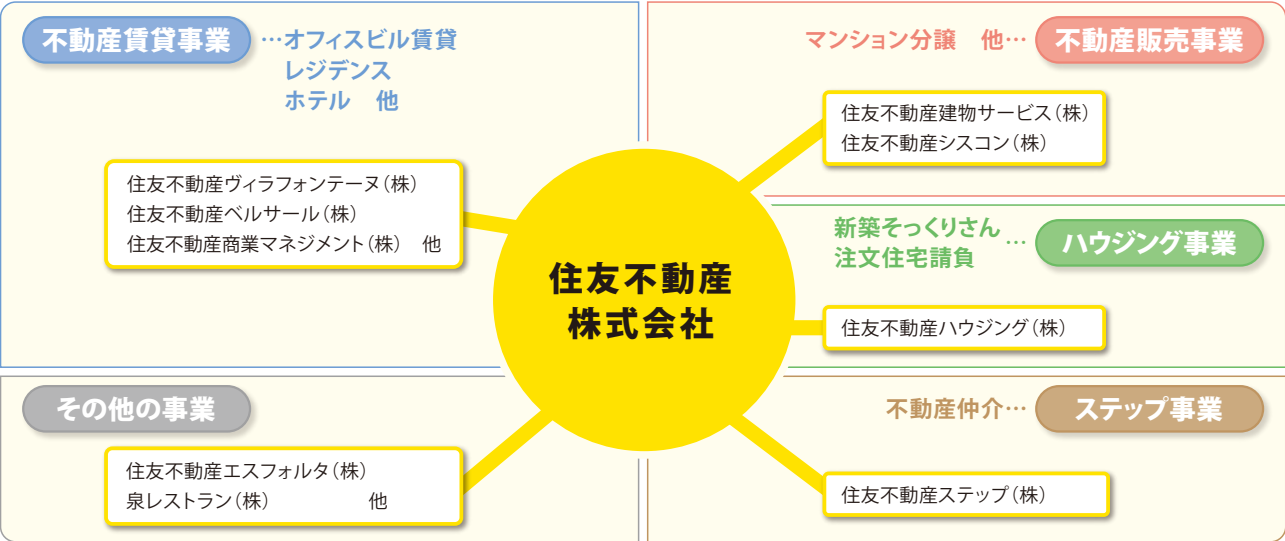 不動産賃貸事業 …オフィスビル賃貸
レジデンス
ホテル 他
住友不動産ヴィラフォンテーヌ(株)
住友不動産ベルサール(株)
住友不動産商業マネジメント(株) 他
マンション分譲 他… 不動産販売事業
住友不動産建物サービス(株)
住友不動産シスコン(株)
新築そっくりさん
注文住宅請負
… ハウジング事業
住友不動産ハウジング(株)
住友不動産
株式会社
その他の事業
住友不動産エスフォルタ(株)
泉レストラン(株) 他
不動産仲介… ステップ事業
住友不動産ステップ(株)